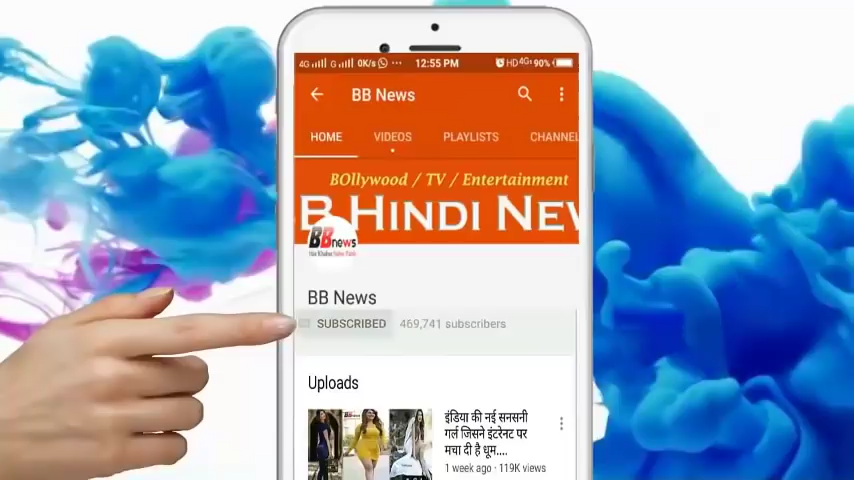 4G G 0K/s ... 12:55 PM HD 4G+ 90%
BB News
HOME VIDEOS PLAYLISTS CHANNEL
BOllywood / TV / Entertainment
B HINDI NEW
BBnews
BB News
SUBSCRIBED 469,741 subscribers
Uploads
इंडिया की नई सनसनी
गर्ल जिसने इंटरनेट पर
मचा दी है धूम....
1 week ago · 119K views